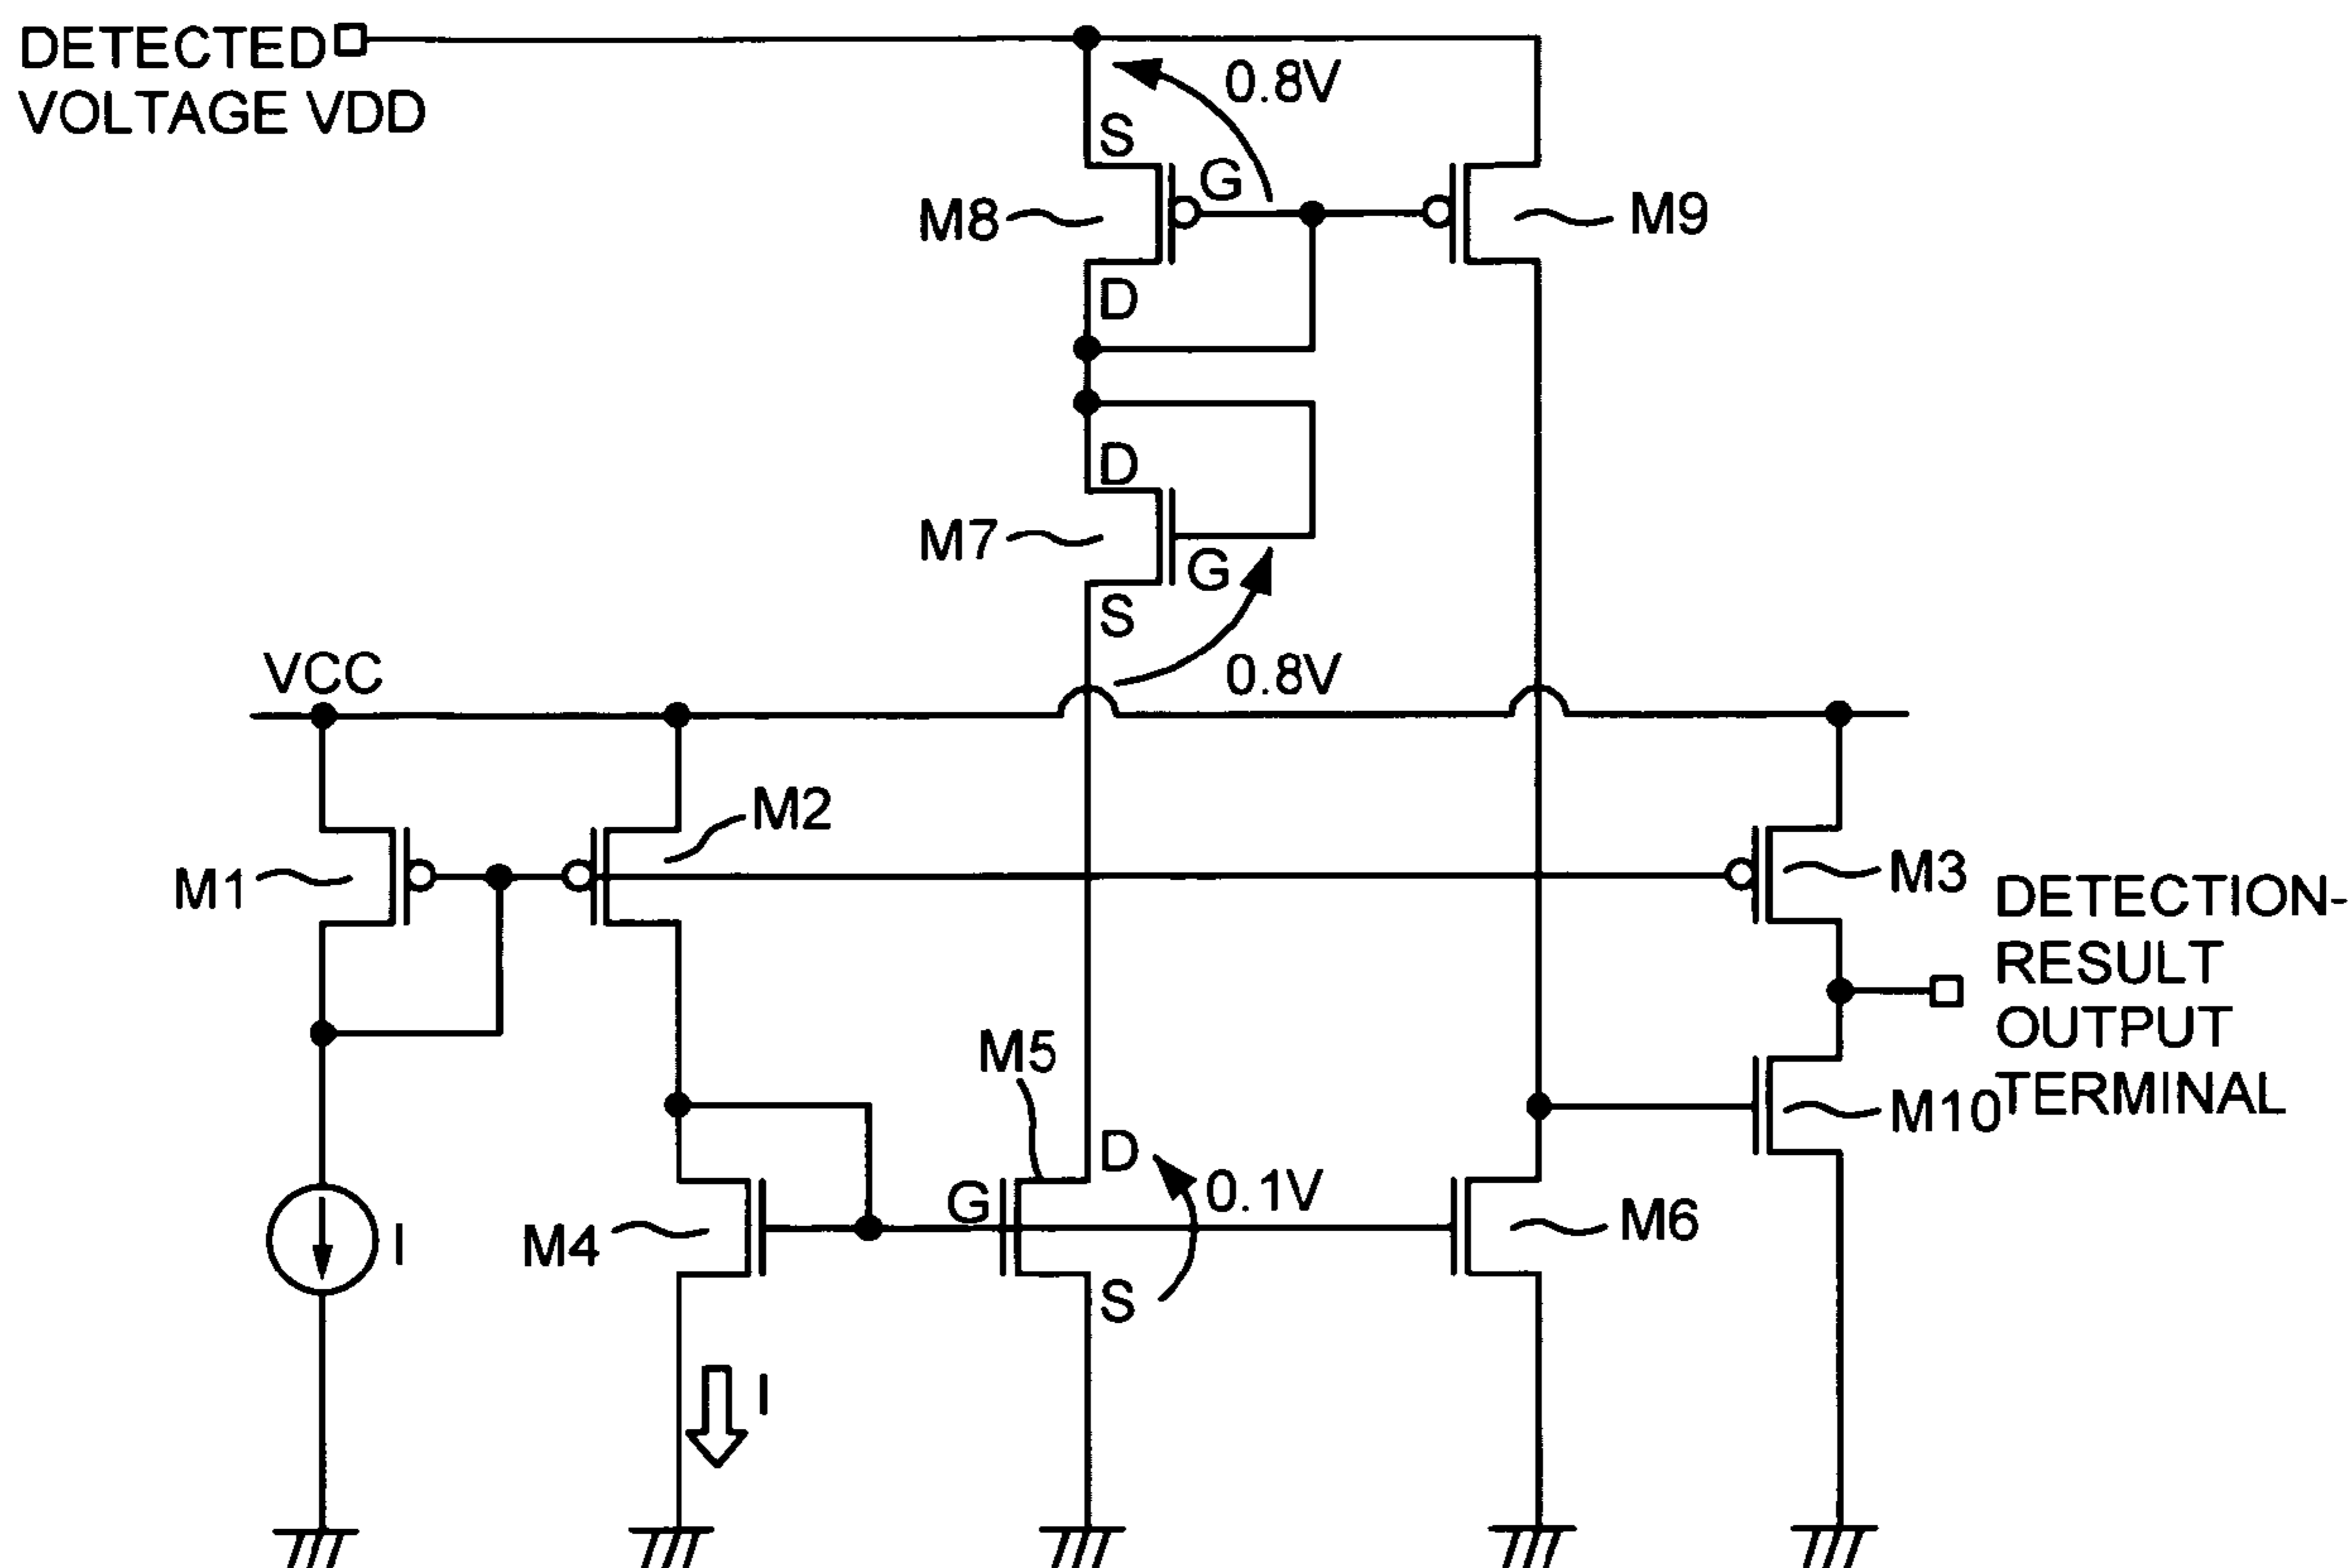 DETECTED
VOLTAGE VDD
0.8V
S
G
M8
M9
D
D
M7
G
S
0.8V
VCC
M2
M1
M3
DETECTION-
RESULT
OUTPUT
TERMINAL
M5
M10
D
G
0.1V
M4
M6
I
S
I